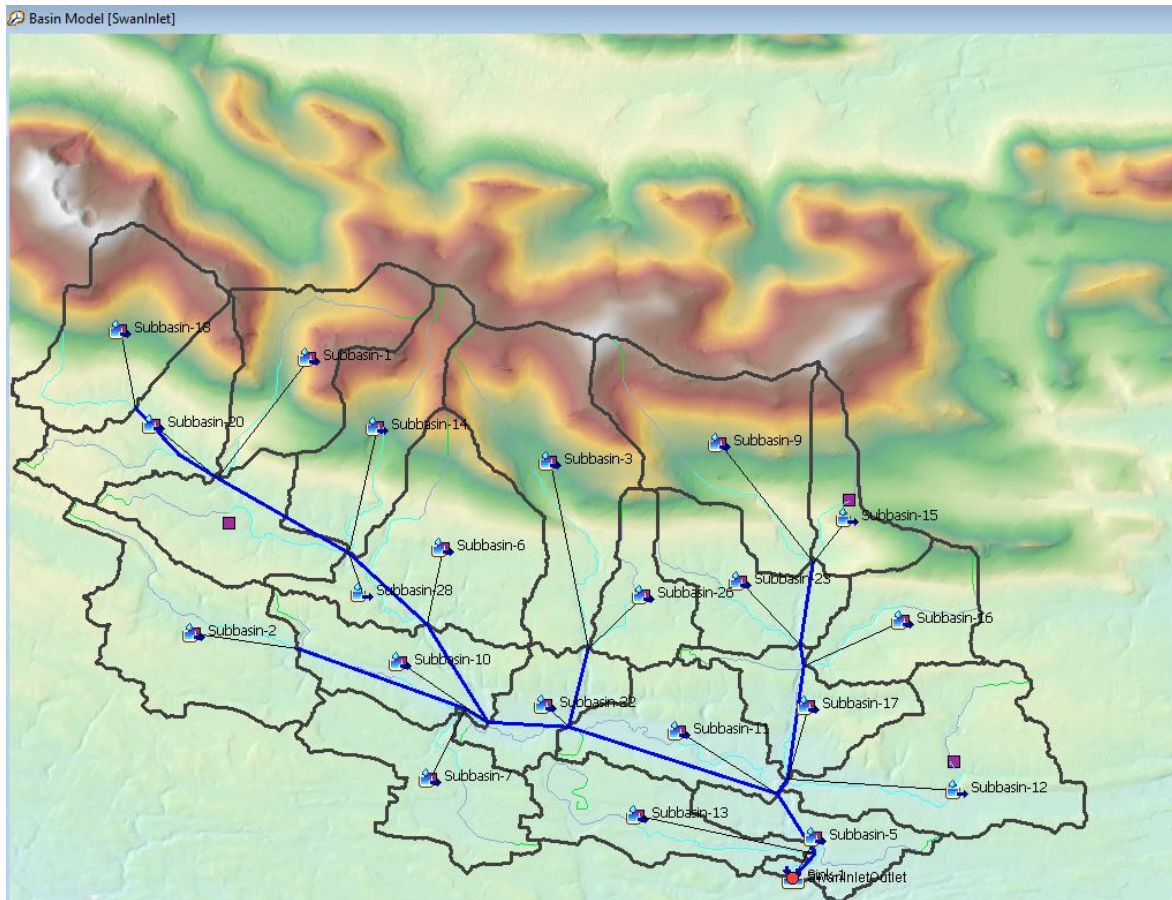 Basin Model [SwanInlet]
Subbasin-18
Subbasin-1
Subbasin-20
Subbasin-14
Subbasin-9
Subbasin-3
Subbasin-15
Subbasin-6
Subbasin-23
Subbasin-28
Subbasin-26
Subbasin-16
Subbasin-2
Subbasin-10
Subbasin-22
Subbasin-17
Subbasin-11
Subbasin-7
Subbasin-12
Subbasin-13
Subbasin-5